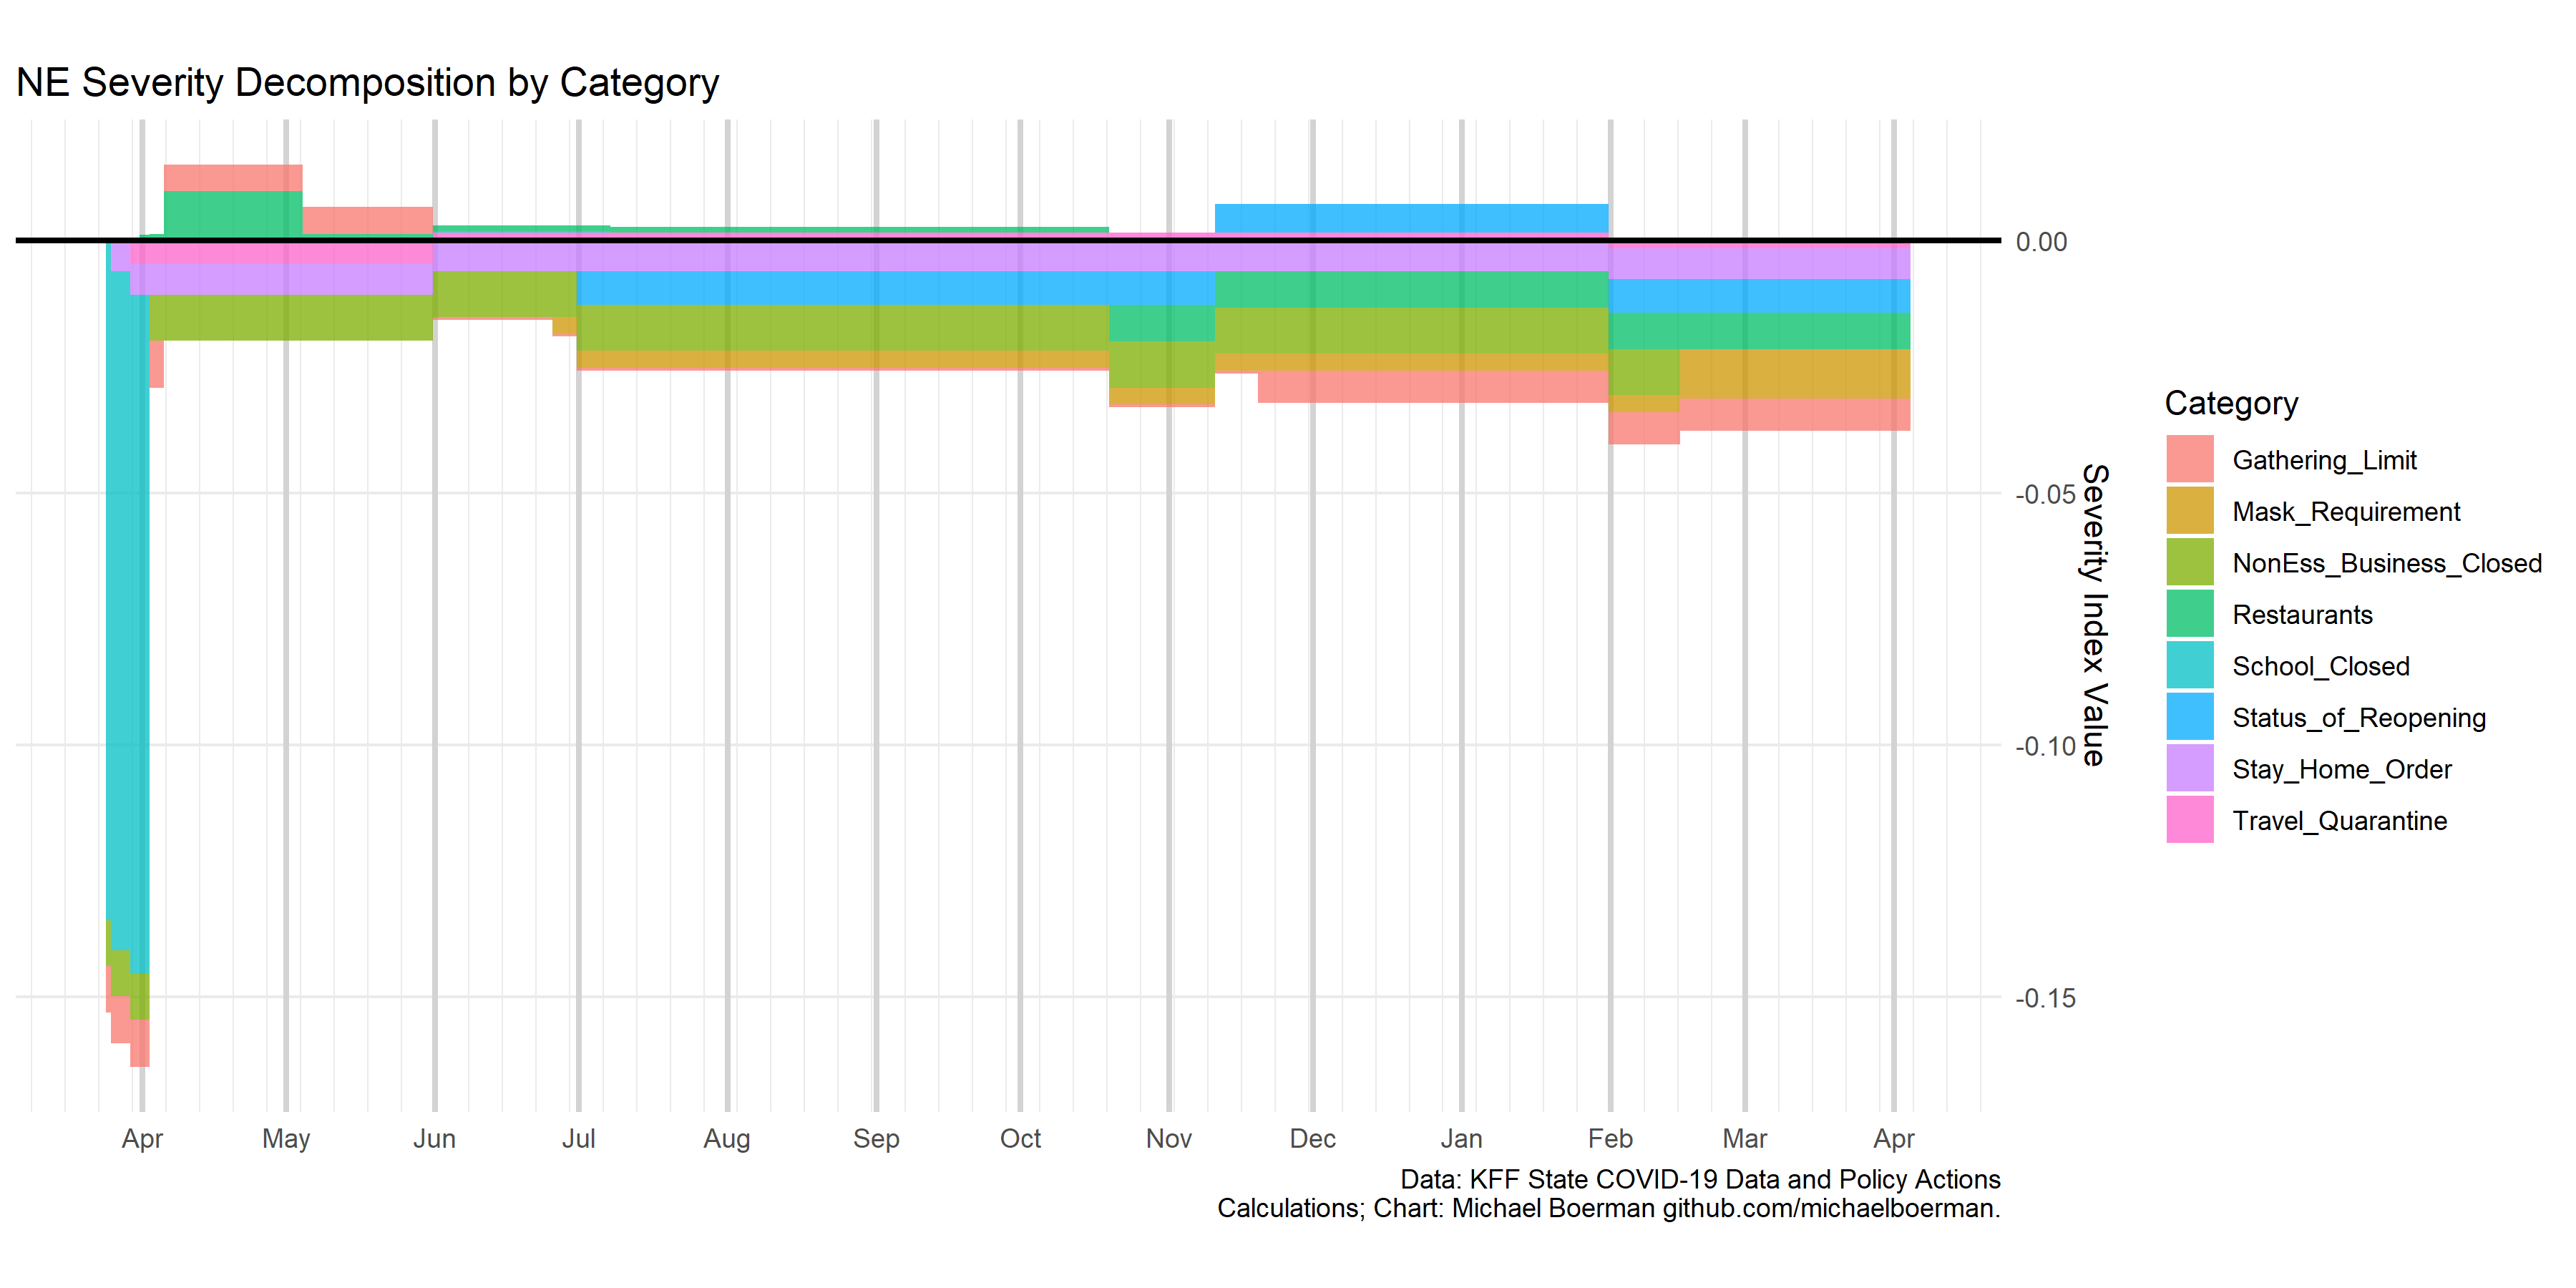 NE Severity Decomposition by Category
0.00
-0.05
-0.10
-0.15
Severity Index Value
Category
Gathering_Limit
Mask_Requirement
NonEss_Business_Closed
Restaurants
School_Closed
Status_of_Reopening
Stay_Home_Order
Travel_Quarantine
Apr May Jun Jul Aug Sep Oct Nov Dec Jan Feb Mar Apr
Data: KFF State COVID-19 Data and Policy Actions
Calculations; Chart: Michael Boerman github.com/michaelboerman.